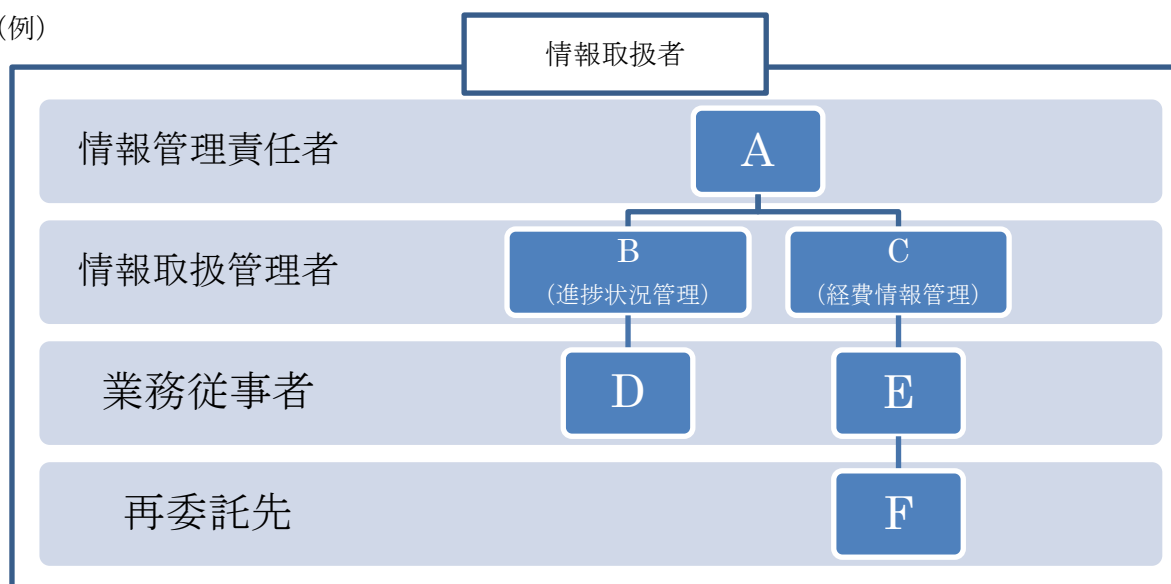 (例)
情報取扱者
情報管理責任者
A
情報取扱管理者
B
(進捗状況管理)
C
(経費情報管理)
業務従事者
D
E
再委託先
F